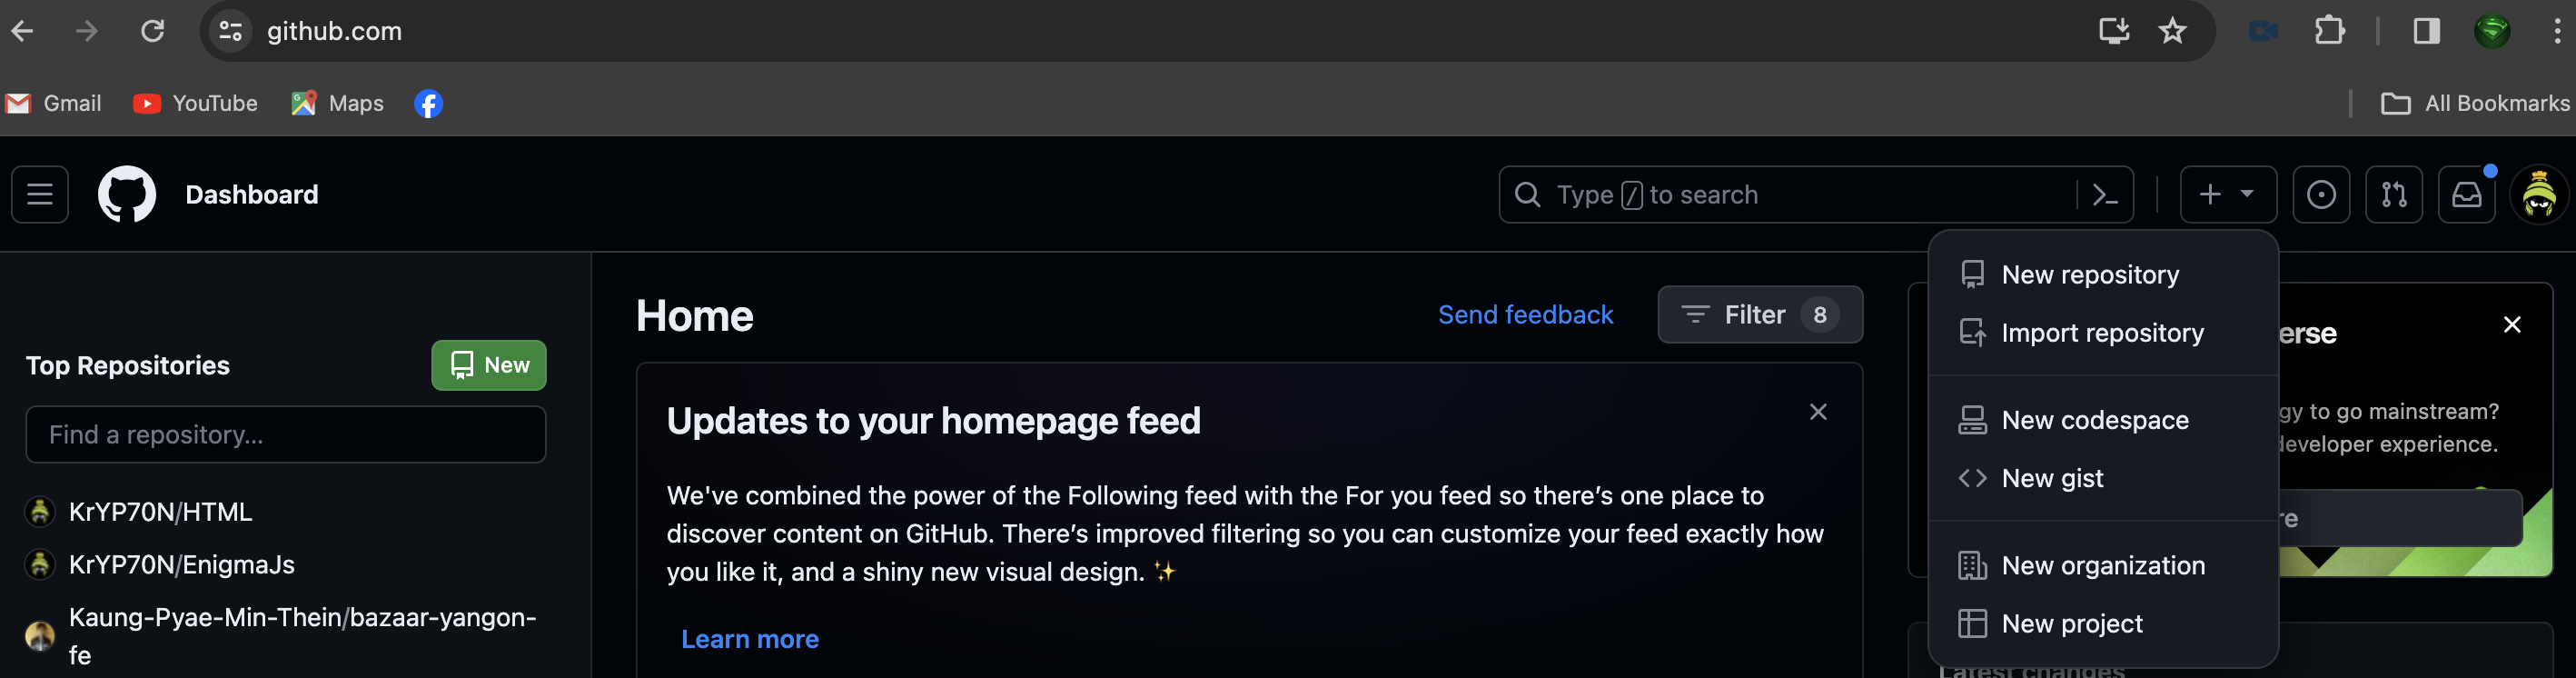 github.com
Gmail YouTube Maps All Bookmarks
Dashboard
Type / to search
New repository
Import repository
New codespace
New gist
New organization
New project
Top Repositories
New
Find a repository...
KrYP70N/HTML
KrYP70N/EnigmaJs
Kaung-Pyae-Min-Thein/bazaar-yangon-
fe
Home
Send feedback
Filter 8
Updates to your homepage feed
We've combined the power of the Following feed with the For you feed so there’s one place to
discover content on GitHub. There’s improved filtering so you can customize your feed exactly how
you like it, and a shiny new visual design. ✨
Learn more
to go mainstream?
developer experience.
Latest changes